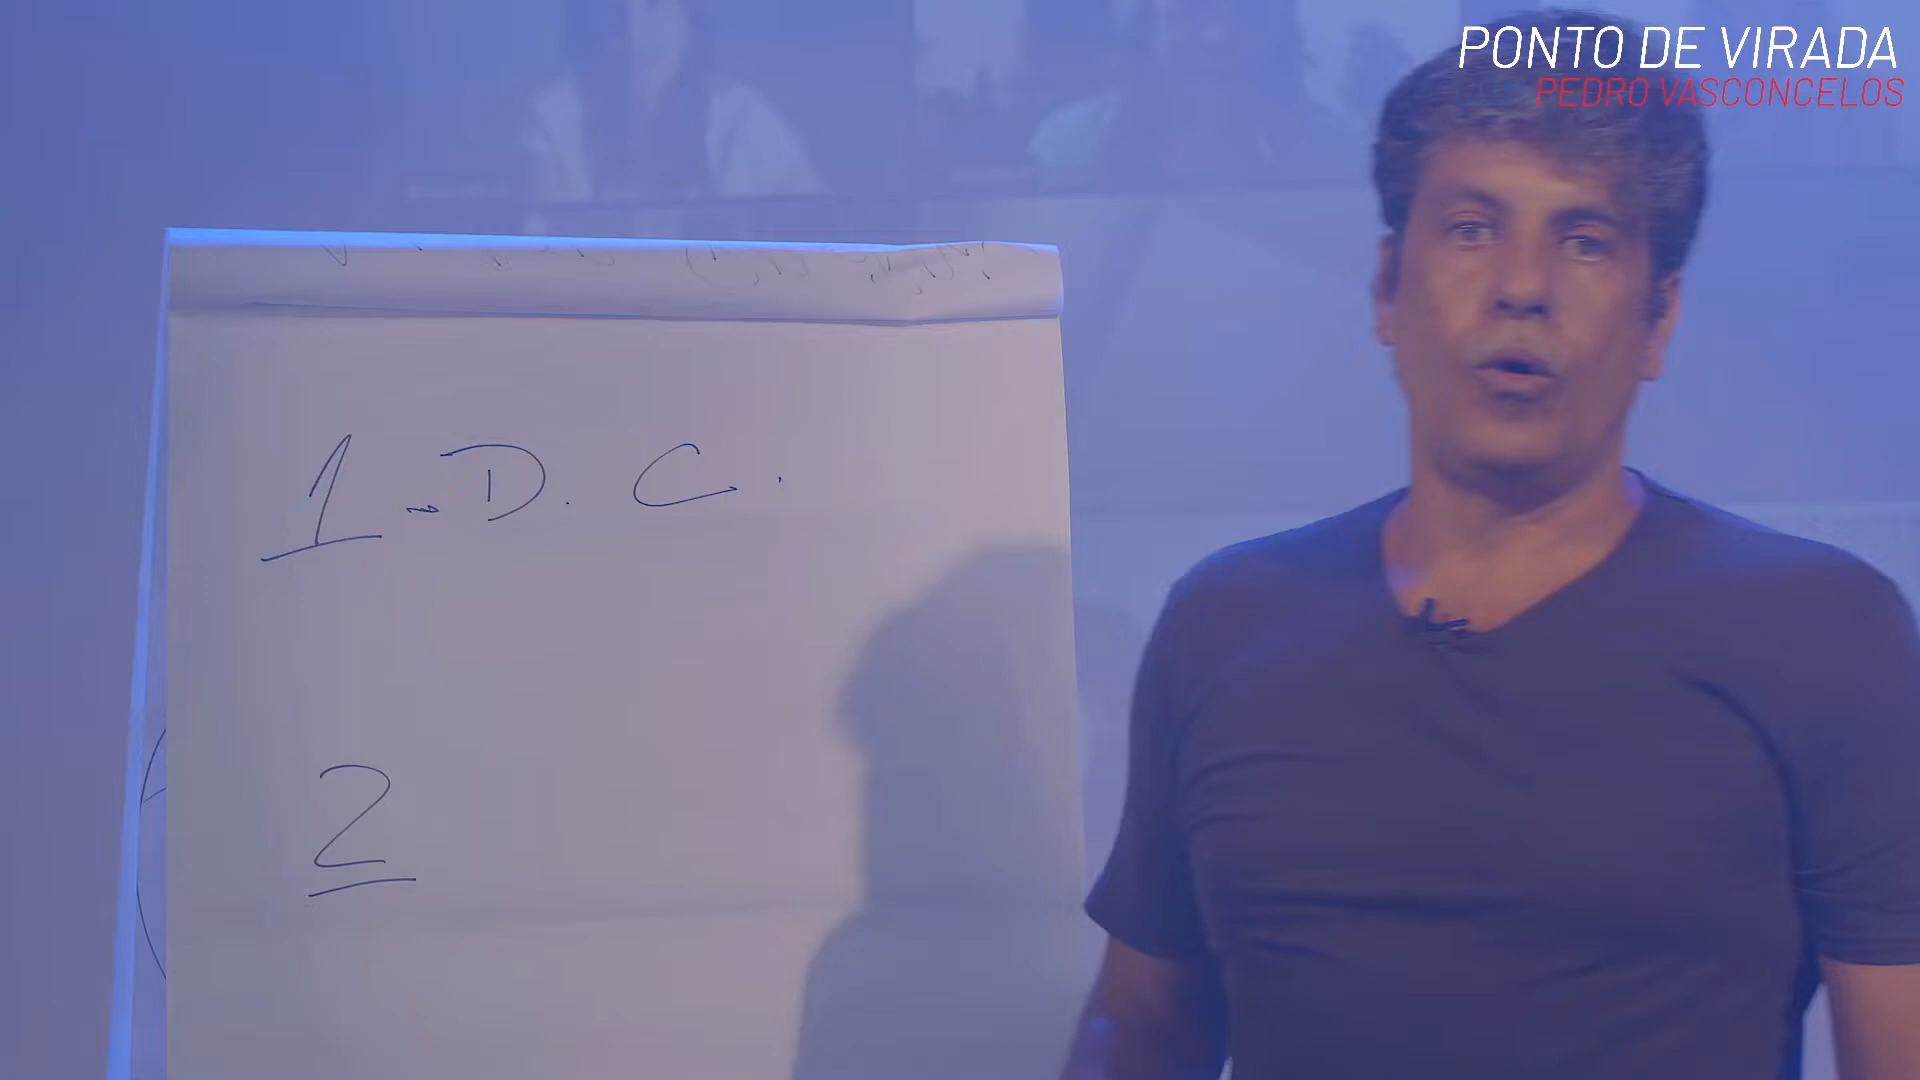 PONTO DE VIRADA
PEDRO VASCONCELOS
1 - D. C.
2